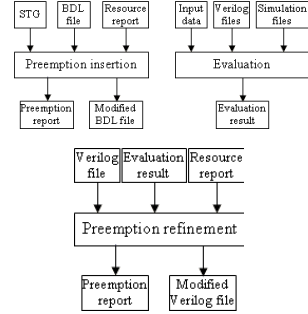 STG
BDL
file
Resource
report
Preemption insertion
Preemption
report
Modified
BDL file
Input
data
Verilog
files
Simulation
files
Evaluation
Evaluation
result
Verilog
file
Evaluation
result
Resource
report
Preemption refinement
Preemption
report
Modified
Verilog file